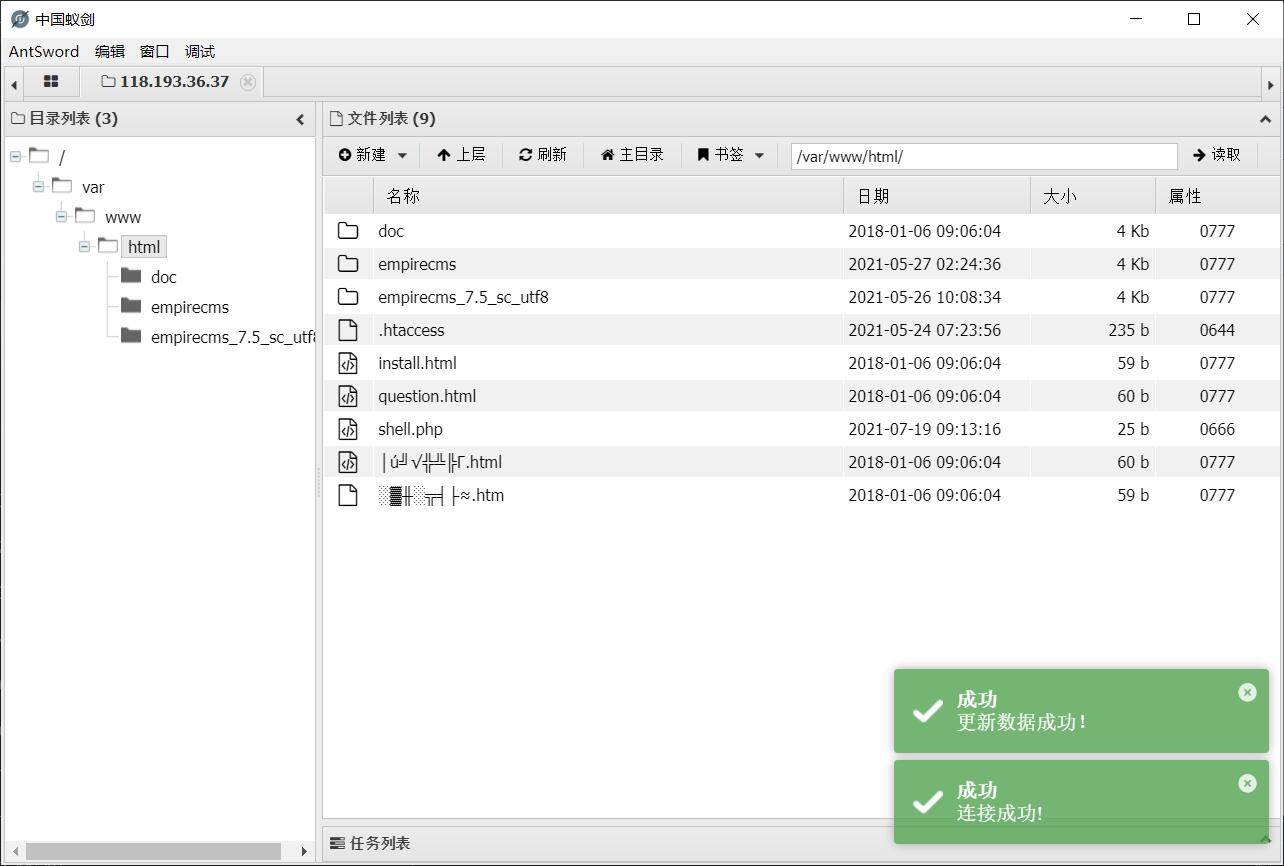 中国蚁剑
AntSword 编辑 窗口 调试
118.193.36.37
目录列表 (3)
/
var
www
html
doc
empirecms
empirecms_7.5_sc_utf8
文件列表 (9)
新建 上层 刷新 主目录 书签 /var/www/html/ 读取
名称 日期 大小 属性
doc 2018-01-06 09:06:04 4 Kb 0777
empirecms 2021-05-27 02:24:36 4 Kb 0777
empirecms_7.5_sc_utf8 2021-05-26 10:08:34 4 Kb 0777
.htaccess 2021-05-24 07:23:56 235 b 0644
install.html 2018-01-06 09:06:04 59 b 0777
question.html 2018-01-06 09:06:04 60 b 0777
shell.php 2021-07-19 09:13:16 25 b 0666
│ú╝√╬╩╠Γ.html 2018-01-06 09:06:04 60 b 0777
░▓╫░╦╡├≈.htm 2018-01-06 09:06:04 59 b 0777
成功
更新数据成功！
成功
连接成功!
任务列表